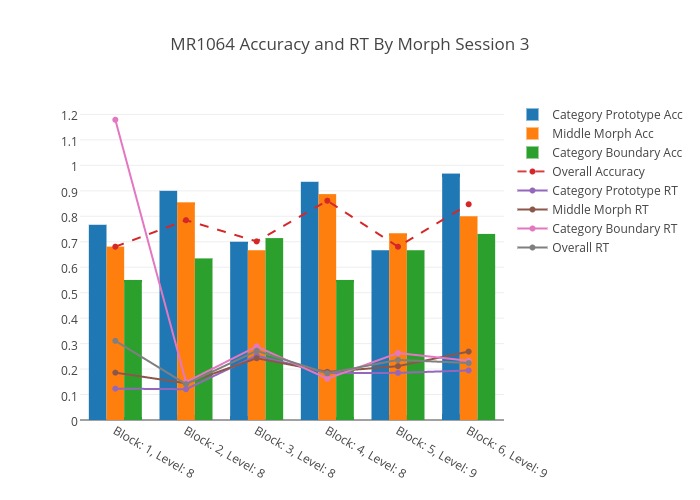 MR1064 Accuracy and RT By Morph Session 3
1.2
1.1
1
0.9
0.8
0.7
0.6
0.5
0.4
0.3
0.2
0.1
0
Block: 1, Level: 8
Block: 2, Level: 8
Block: 3, Level: 8
Block: 4, Level: 8
Block: 5, Level: 9
Block: 6, Level: 9
Category Prototype Acc
Middle Morph Acc
Category Boundary Acc
Overall Accuracy
Category Prototype RT
Middle Morph RT
Category Boundary RT
Overall RT